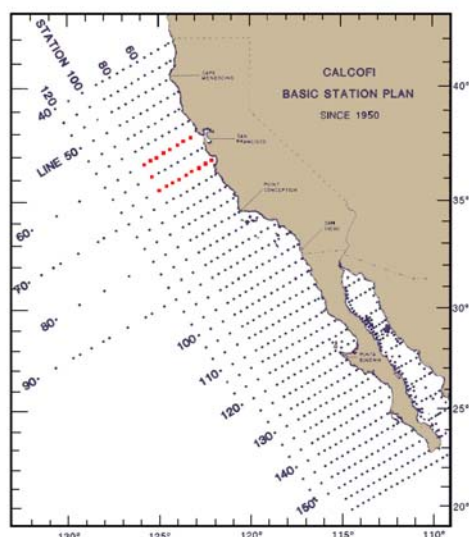 STATION 100
80
60
120
40
LINE 50
CALCOFI
BASIC STATION PLAN
SINCE 1950
CAPE
MENDOCINO
SAN
FRANCISCO
POINT
CONCEPTION
SAN
DIEGO
PUNTA
EUGENIA
60
70
80
90
100
110
120
130
140
150
40°
35°
30°
25°
20°
130°
125°
120°
115°
110°